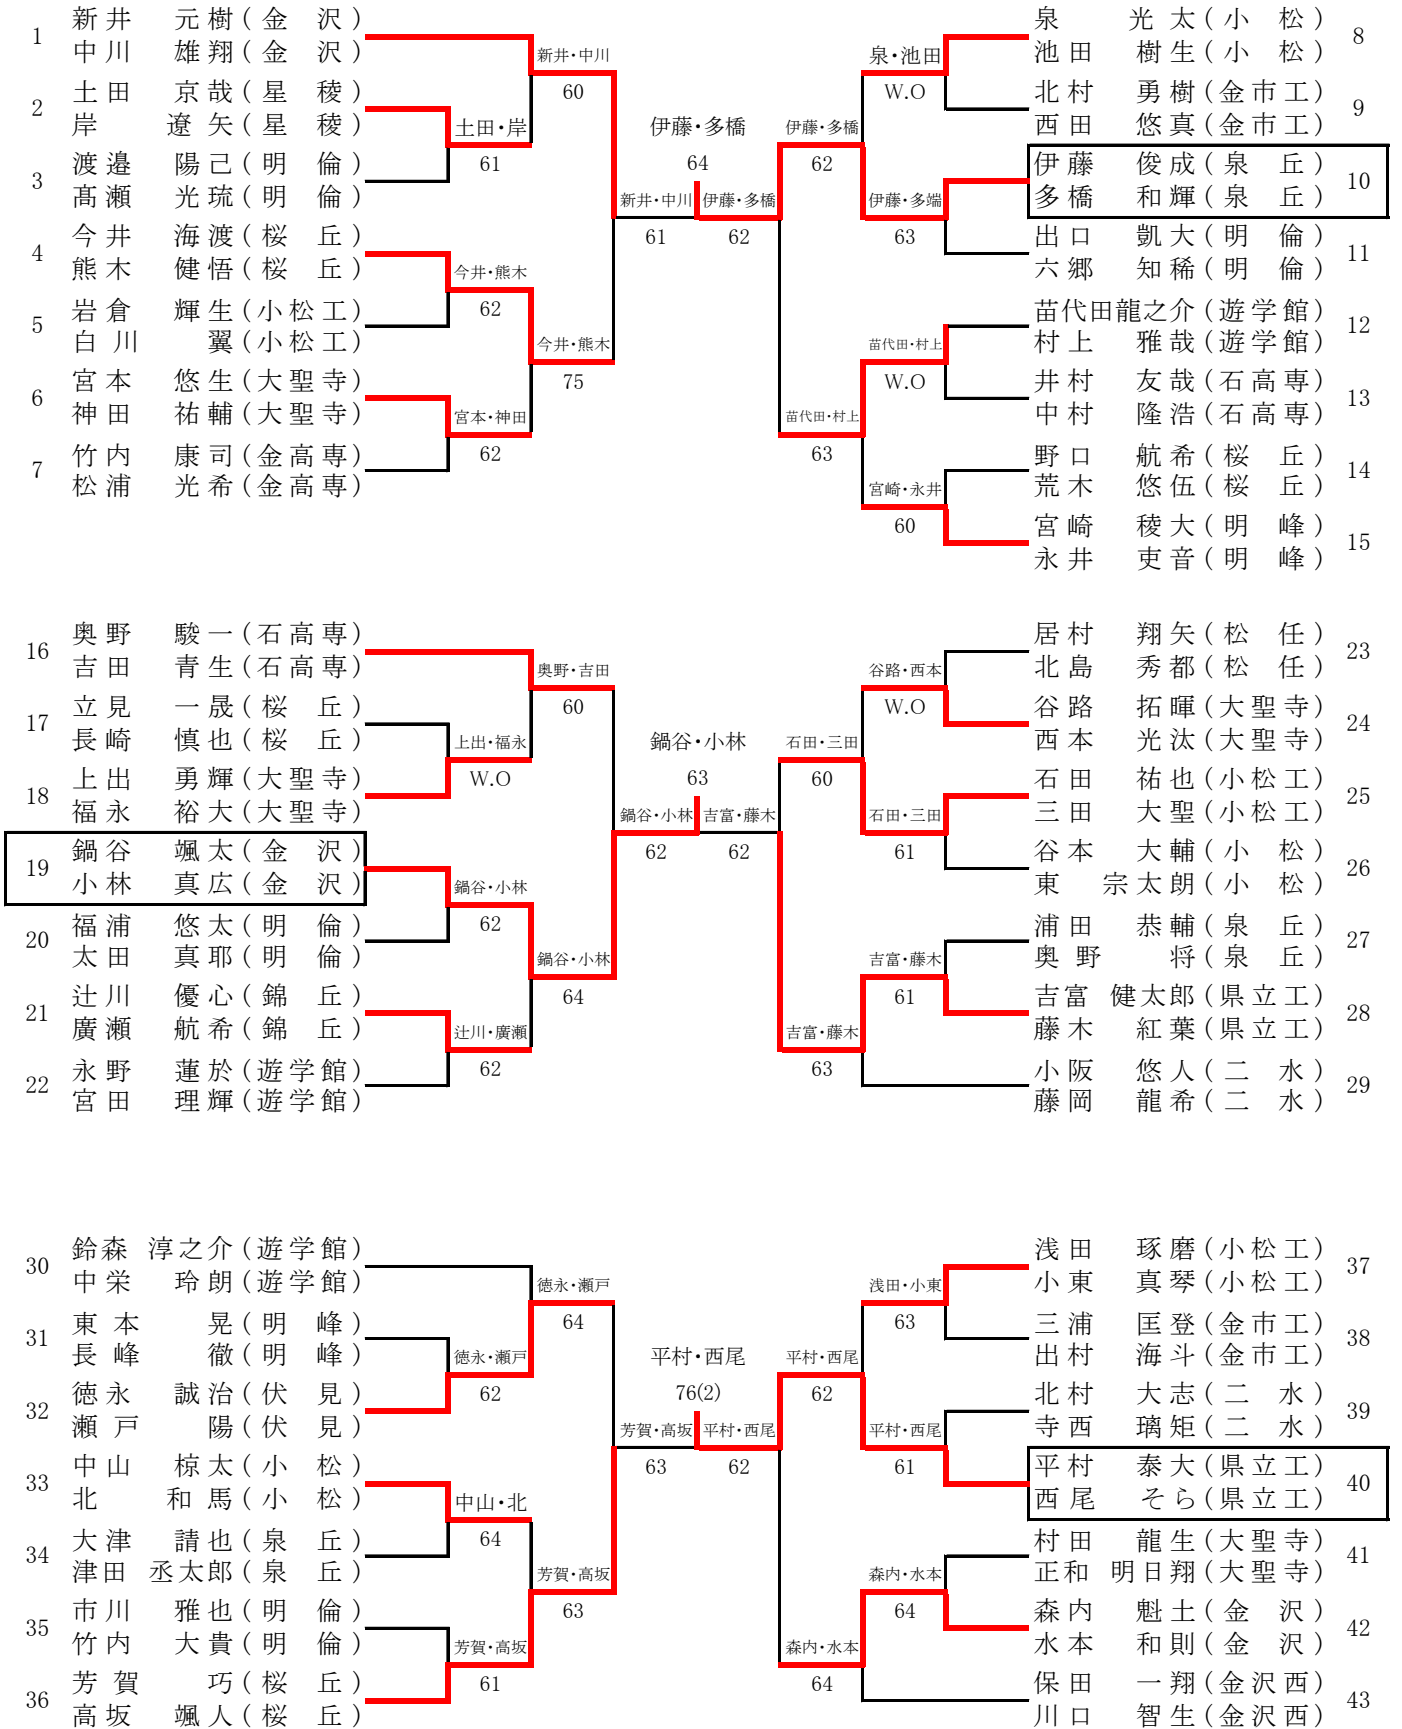 1
新井 元樹(金 沢)
中川 雄翔(金 沢)
2
土田 京哉(星 稜)
岸 遼矢(星 稜)
3
渡邉 陽己(明 倫)
髙瀬 光琉(明 倫)
4
今井 海渡(桜 丘)
熊木 健悟(桜 丘)
5
岩倉 輝生(小松工)
白川 翼(小松工)
6
宮本 悠生(大聖寺)
神田 祐輔(大聖寺)
7
竹内 康司(金高専)
松浦 光希(金高専)
土田・岸
61
今井・熊木
62
宮本・神田
62
新井・中川
60
今井・熊木
75
新井・中川
61
伊藤・多橋
64
伊藤・多橋
62
伊藤・多橋
62
苗代田・村上
63
泉・池田
W.O
伊藤・多端
63
苗代田・村上
W.O
宮崎・永井
60
泉 光太(小 松)
池田 樹生(小 松)
8
北村 勇樹(金市工)
西田 悠真(金市工)
9
伊藤 俊成(泉 丘)
多橋 和輝(泉 丘)
10
出口 凱大(明 倫)
六郷 知稀(明 倫)
11
苗代田龍之介(遊学館)
村上 雅哉(遊学館)
12
井村 友哉(石高専)
中村 隆浩(石高専)
13
野口 航希(桜 丘)
荒木 悠伍(桜 丘)
14
宮崎 稜大(明 峰)
永井 吏音(明 峰)
15
16
奥野 駿一(石高専)
吉田 青生(石高専)
17
立見 一晟(桜 丘)
長崎 慎也(桜 丘)
18
上出 勇輝(大聖寺)
福永 裕大(大聖寺)
19
鍋谷 颯太(金 沢)
小林 真広(金 沢)
20
福浦 悠太(明 倫)
太田 真耶(明 倫)
21
辻川 優心(錦 丘)
廣瀬 航希(錦 丘)
22
永野 蓮於(遊学館)
宮田 理輝(遊学館)
上出・福永
W.O
鍋谷・小林
62
辻川・廣瀬
62
奥野・吉田
60
鍋谷・小林
64
鍋谷・小林
62
鍋谷・小林
63
吉富・藤木
62
石田・三田
60
吉富・藤木
63
谷路・西本
W.O
石田・三田
61
吉富・藤木
61
居村 翔矢(松 任)
北島 秀都(松 任)
23
谷路 拓暉(大聖寺)
西本 光汰(大聖寺)
24
石田 祐也(小松工)
三田 大聖(小松工)
25
谷本 大輔(小 松)
東 宗太朗(小 松)
26
浦田 恭輔(泉 丘)
奥野 将(泉 丘)
27
吉富 健太郎(県立工)
藤木 紅葉(県立工)
28
小阪 悠人(二 水)
藤岡 龍希(二 水)
29
30
鈴森 淳之介(遊学館)
中栄 玲朗(遊学館)
31
東本 晃(明 峰)
長峰 徹(明 峰)
32
徳永 誠治(伏 見)
瀬戸 陽(伏 見)
33
中山 椋太(小 松)
北 和馬(小 松)
34
大津 請也(泉 丘)
津田 丞太郎(泉 丘)
35
市川 雅也(明 倫)
竹内 大貴(明 倫)
36
芳賀 巧(桜 丘)
高坂 颯人(桜 丘)
徳永・瀬戸
62
中山・北
64
芳賀・高坂
61
徳永・瀬戸
64
芳賀・高坂
63
芳賀・高坂
63
平村・西尾
76(2)
平村・西尾
62
平村・西尾
62
森内・水本
64
浅田・小東
63
平村・西尾
61
森内・水本
64
浅田 琢磨(小松工)
小東 真琴(小松工)
37
三浦 匡登(金市工)
出村 海斗(金市工)
38
北村 大志(二 水)
寺西 璃矩(二 水)
39
平村 泰大(県立工)
西尾 そら(県立工)
40
村田 龍生(大聖寺)
正和 明日翔(大聖寺)
41
森内 魁士(金 沢)
水本 和則(金 沢)
42
保田 一翔(金沢西)
川口 智生(金沢西)
43